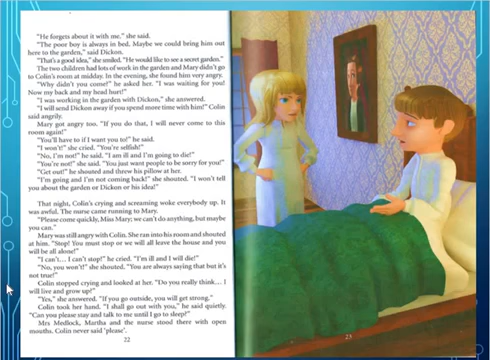 "He forgets about it with me," she said.
"The poor boy is always in bed. Maybe we could bring him out
here to the garden," said Dickon.
"That's a good idea," she smiled. "He would like to see a secret garden."
The two children had lots of work in the garden and Mary didn't go
to Colin's room at midday. In the evening, she found him very angry.
"Why didn't you come?" he asked her. "I was waiting for you!
Now my back and my head hurt!"
"I was working in the garden with Dickon," she answered.
"I will send Dickon away if you spend more time with him!" Colin
said angrily.
Mary got angry too. "If you do that, I will never come to this
room again!"
"You'll have to if I want you to!" he said.
"I won't!" she cried. "You're selfish!"
"No, I'm not!" he said. "I am ill and I'm going to die!"
"You're not!" she said. "You just want people to be sorry for you!"
"Get out!" he shouted and threw his pillow at her.
"I'm going and I'm not coming back!" she shouted. "I won't tell
you about the garden or Dickon or his idea!"
That night, Colin's crying and screaming woke everybody up. It
was awful. The nurse came running to Mary.
"Please come quickly, Miss Mary; we can't do anything, but maybe
you can."
Mary was still angry with Colin. She ran into his room and shouted
at him. "Stop! You must stop or we will all leave the house and you
will be all alone!"
"I can't… I can't stop!" he cried. "I'm ill and I will die!"
"No, you won't!" she shouted. "You are always saying that but it's
not true!"
Colin stopped crying and looked at her. "Do you really think… I
will live and grow up?"
"Yes," she answered. "If you go outside, you will get strong."
Colin took her hand. "I shall go out with you," he said quietly.
"Can you please stay and talk to me until I go to sleep?"
Mrs Medlock, Martha and the nurse stood there with open
mouths. Colin never said 'please'.
22
23